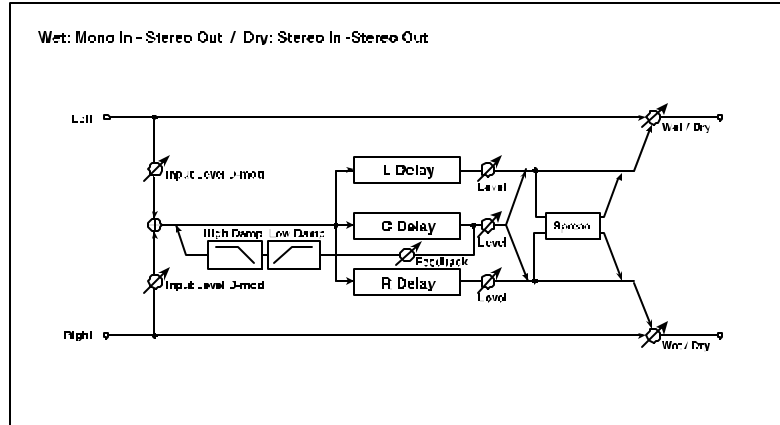 Wet: Mono In - Stereo Out / Dry: Stereo In -Stereo Out
Left
Wet / Dry
Input Level D-mod
L Delay
Level
High Damp Low Damp
C Delay
Level
Feedback
Spread
Input Level D-mod
R Delay
Level
Right
Wet / Dry